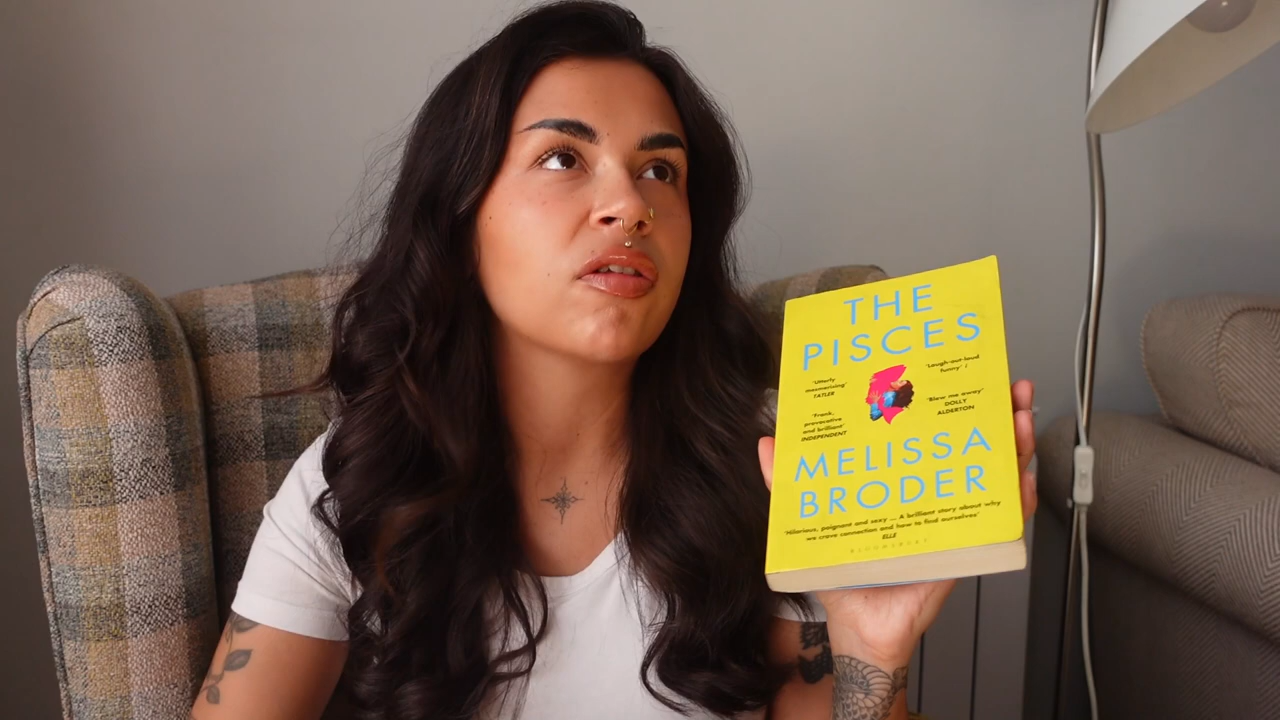 THE
PISCES
'Utterly
mesmerising'
TATLER
'Laugh-out-loud
funny' i
'Frank,
provocative
and brilliant'
INDEPENDENT
'Blew me away'
DOLLY
ALDERTON
MELISSA
BRODER
'Hilarious, poignant and sexy ... A brilliant story about why
we crave connection and how to find ourselves'
ELLE
BLOOMSBURY